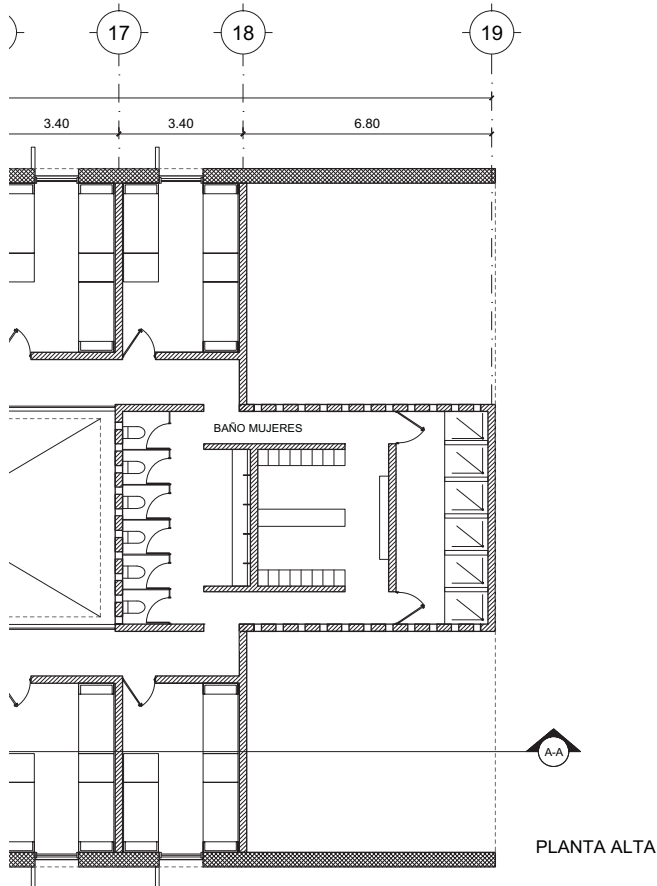 17 18 19
3.40 3.40 6.80
BAÑO MUJERES
A-A
PLANTA ALTA